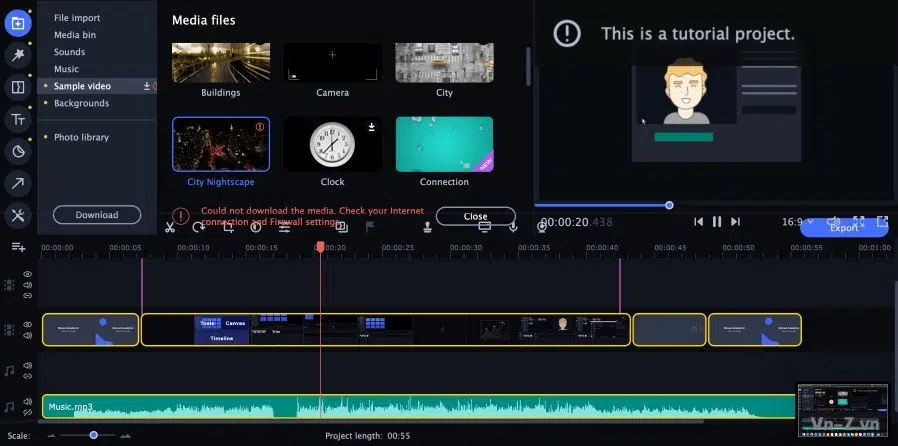 File import
Media bin
Sounds
Music
Sample video
Backgrounds
Photo library
Download
Media files
Buildings
Camera
City
City Nightscape
Clock
NEW
Connection
Could not download the media. Check your Internet
connection and Firewall settings.
Close
This is a tutorial project.
00:00:20.438
16:9
Export
00:00:00
00:00:05
00:00:10
00:00:15
00:00:20
00:00:25
00:00:30
00:00:35
00:00:40
00:00:45
00:00:50
00:00:55
00:01:00
Tools
Canvas
Timeline
Music.mp3
Scale:
Project length: 00:55
Vn-Z.vn